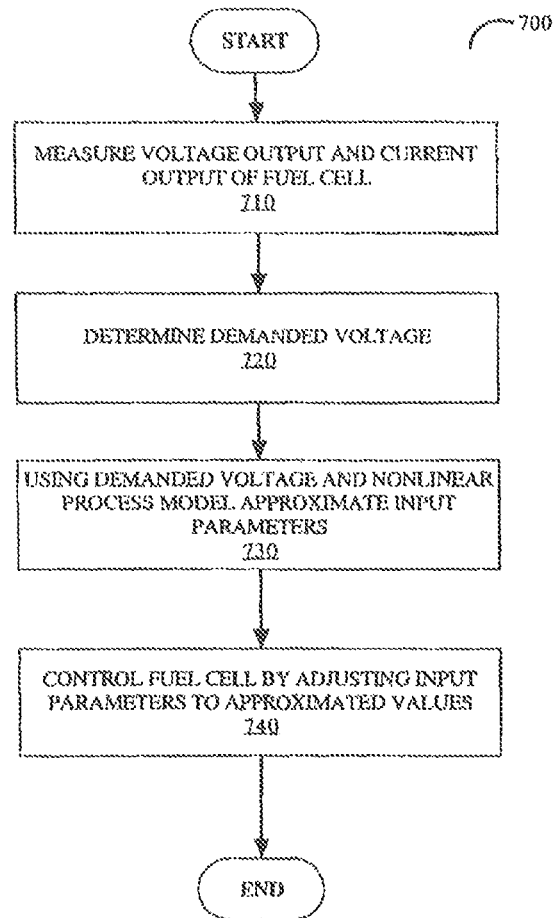 START
700
MEASURE VOLTAGE OUTPUT AND CURRENT
OUTPUT OF FUEL CELL
710
DETERMINE DEMANDED VOLTAGE
720
USING DEMANDED VOLTAGE AND NONLINEAR
PROCESS MODEL APPROXIMATE INPUT
PARAMETERS
730
CONTROL FUEL CELL BY ADJUSTING INPUT
PARAMETERS TO APPROXIMATED VALUES
740
END